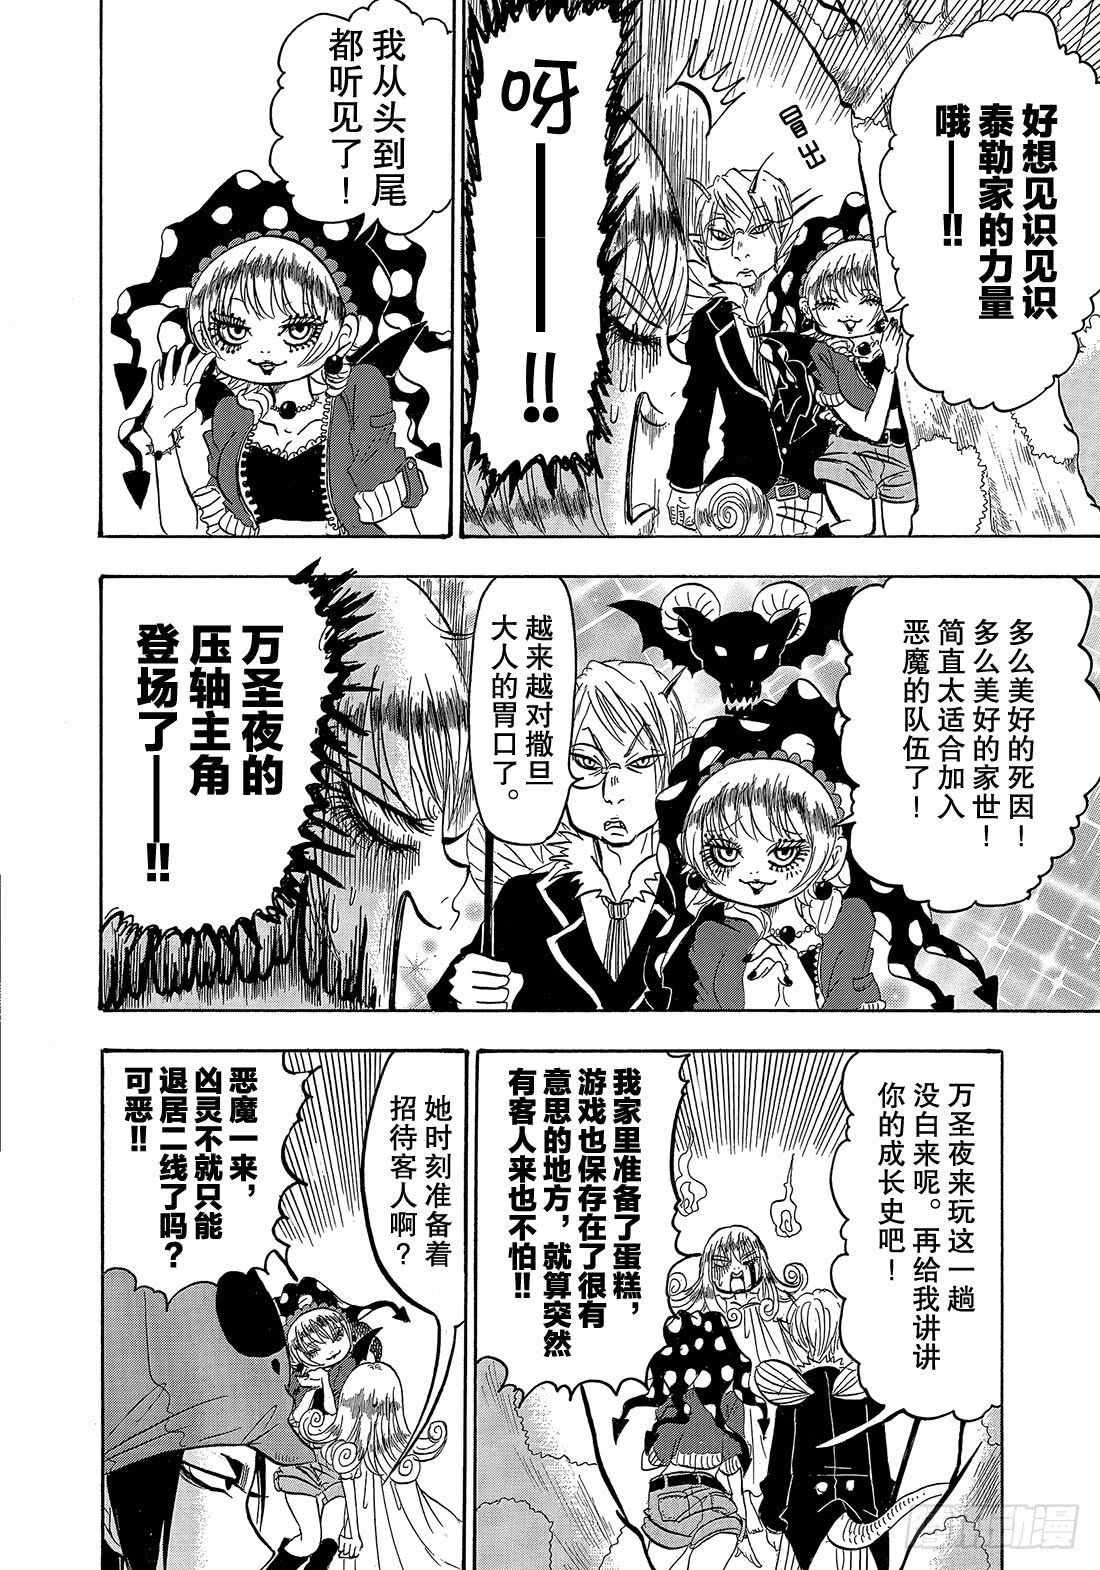 好想见识见识
泰勒家的力量
哦——!!
冒出
呀
——!!
我从头到尾
都听见了！
多么美好的死因！
多么美好的家世！
简直太适合加入
恶魔的队伍了！
越来越对撒旦
大人的胃口了。
万圣夜的
压轴主角
登场了——!!
万圣夜来玩这一趟
没白来呢。再给我讲讲
你的成长史吧！
我家里准备了蛋糕，
游戏也保存在了很有
意思的地方，就算突然
有客人来也不怕!!
她时刻准备着
招待客人啊？
恶魔一来，
凶灵不就只能
退居二线了吗？
可恶!!